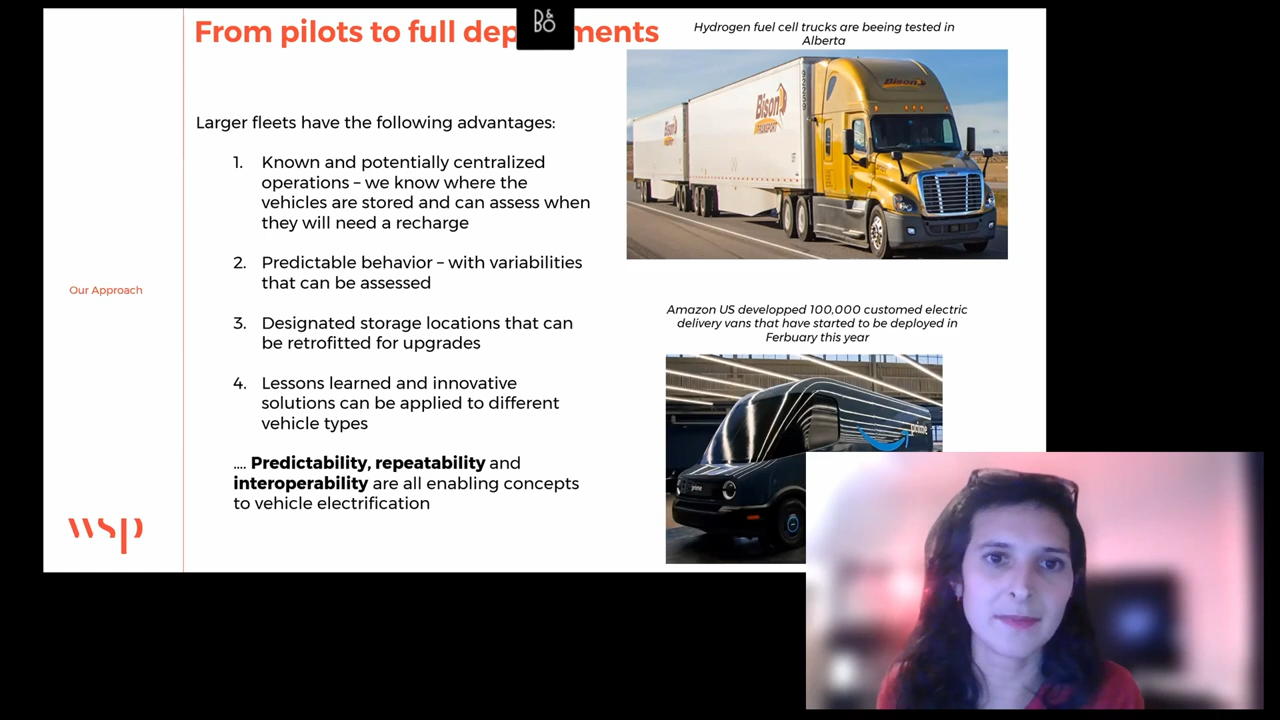 From pilots to full dep ments
B&
BO
Hydrogen fuel cell trucks are beeing tested in
Alberta
Bison
Bison
TRANSPORT
Bison
TRANSPORT
Larger fleets have the following advantages:
1. Known and potentially centralized
operations – we know where the
vehicles are stored and can assess when
they will need a recharge
2. Predictable behavior – with variabilities
that can be assessed
3. Designated storage locations that can
be retrofitted for upgrades
4. Lessons learned and innovative
solutions can be applied to different
vehicle types
.... Predictability, repeatability and
interoperability are all enabling concepts
to vehicle electrification
Our Approach
wsp
Amazon US developped 100,000 customed electric
delivery vans that have started to be deployed in
Ferbuary this year
prime
prime